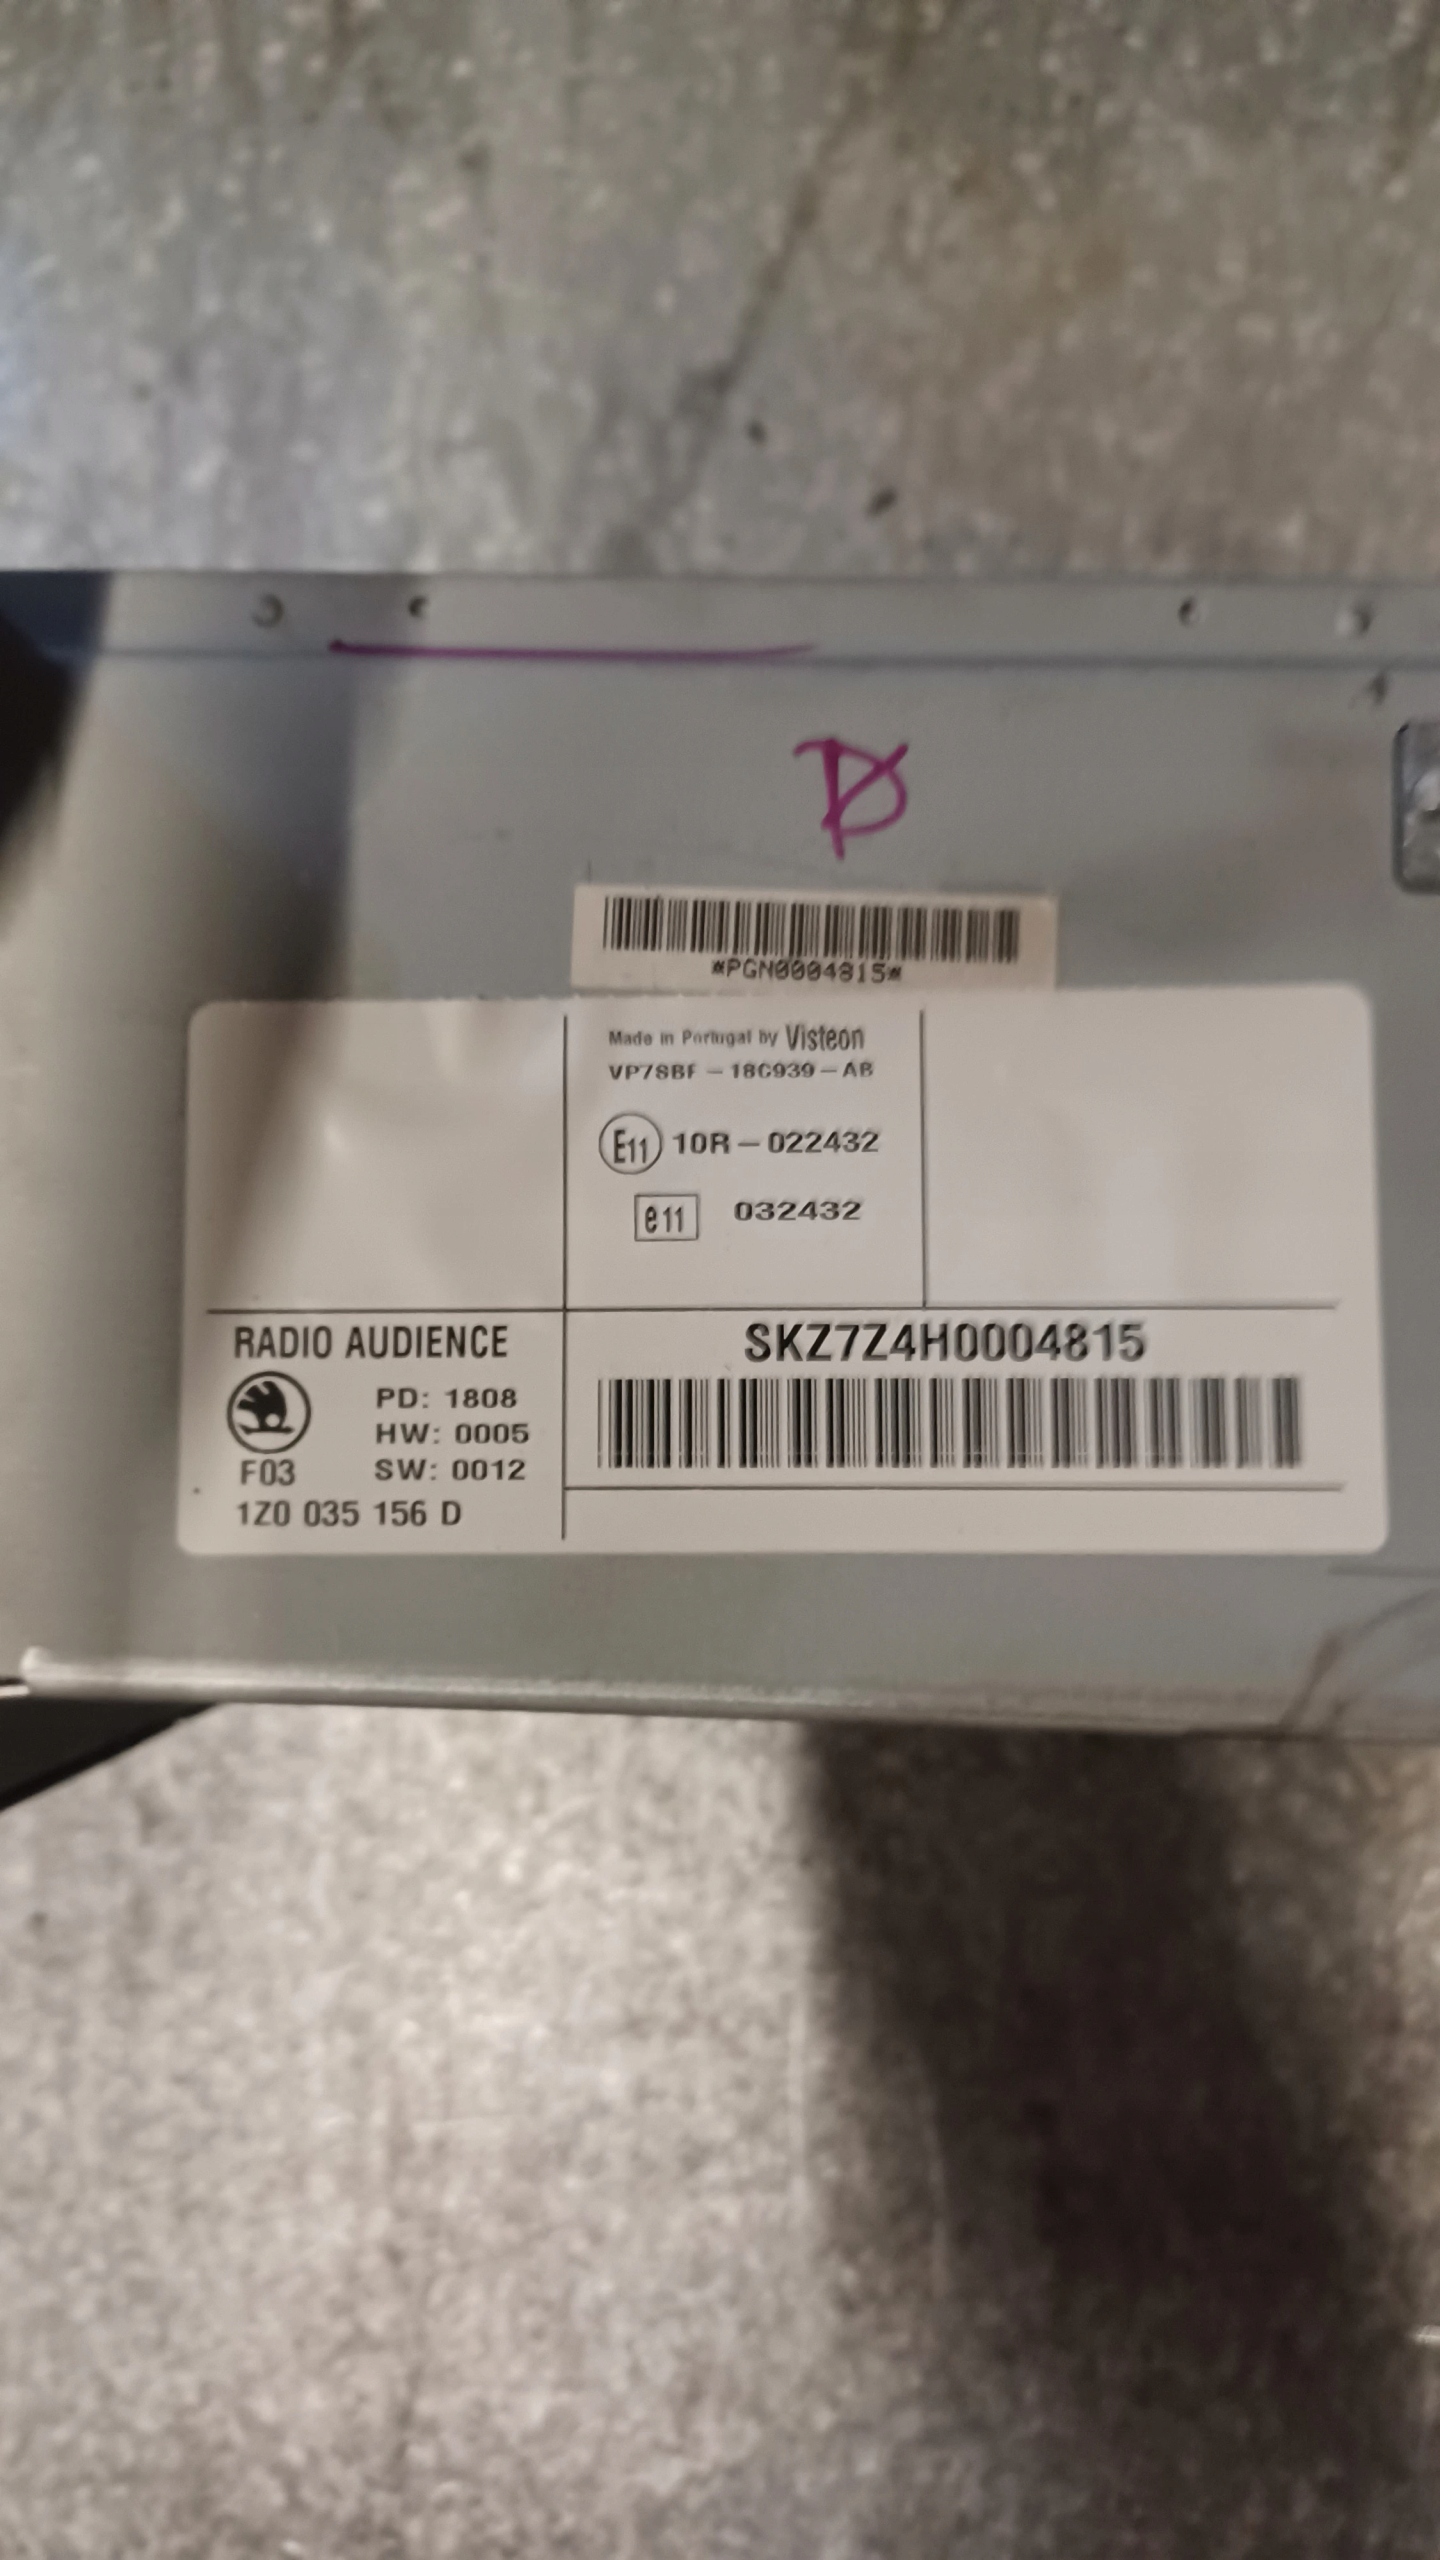 D
*PGN0004815*
Made in Portugal by Visteon
VP7SBF-18C939-AB
E11 10R-022432
e11 032432
RADIO AUDIENCE
PD: 1808
HW: 0005
F03 SW: 0012
1Z0 035 156 D
SKZ7Z4H0004815